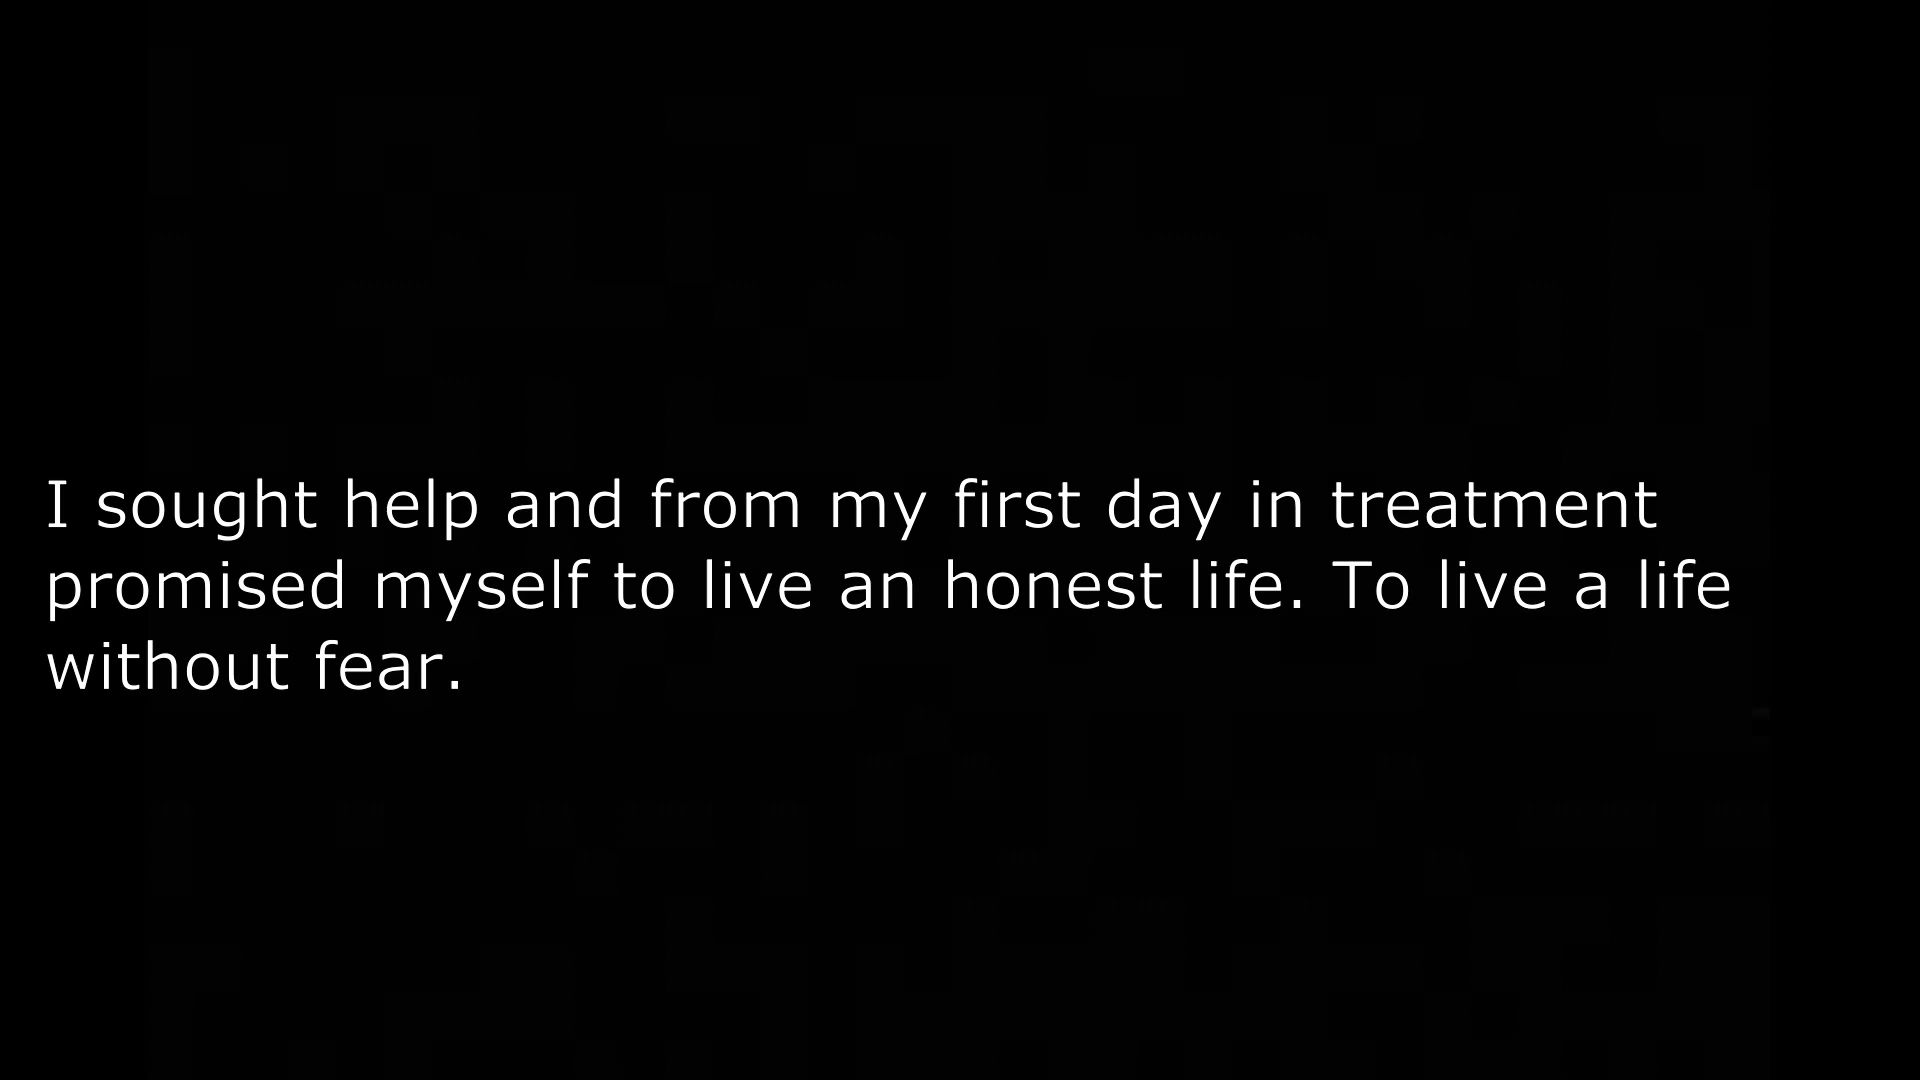 I sought help and from my first day in treatment
promised myself to live an honest life. To live a life
without fear.